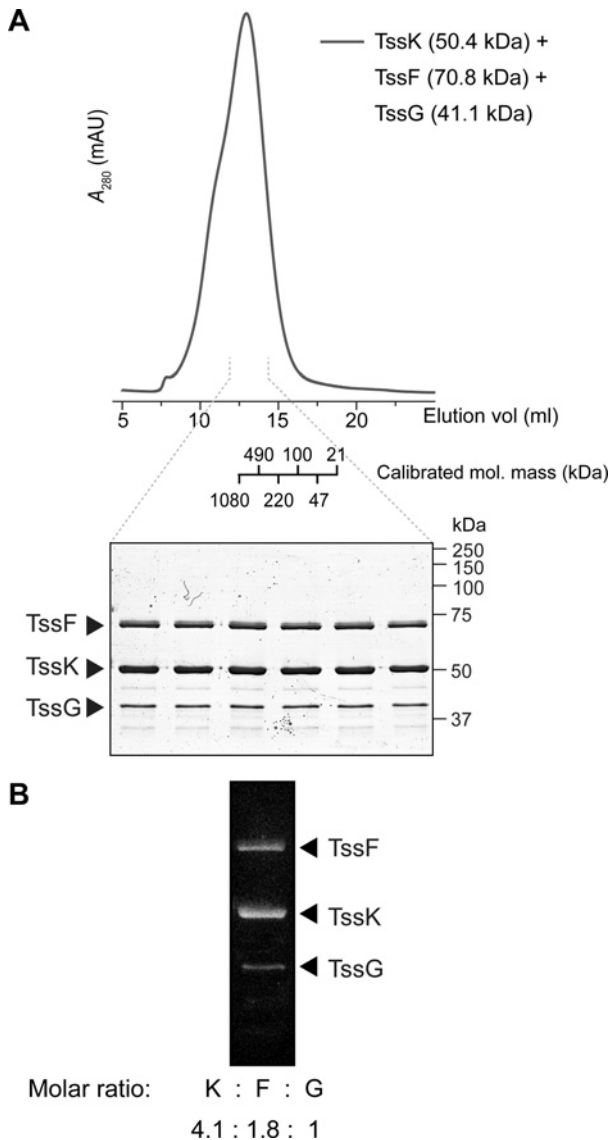 A
TssK (50.4 kDa) +
TssF (70.8 kDa) +
TssG (41.1 kDa)
A280 (mAU)
5 10 15 20 Elution vol (ml)
490 100 21
Calibrated mol. mass (kDa)
1080 220 47
kDa
250
150
100
75
TssF
TssK
50
TssG
37
B
TssF
TssK
TssG
Molar ratio: K : F : G
4.1 : 1.8 : 1